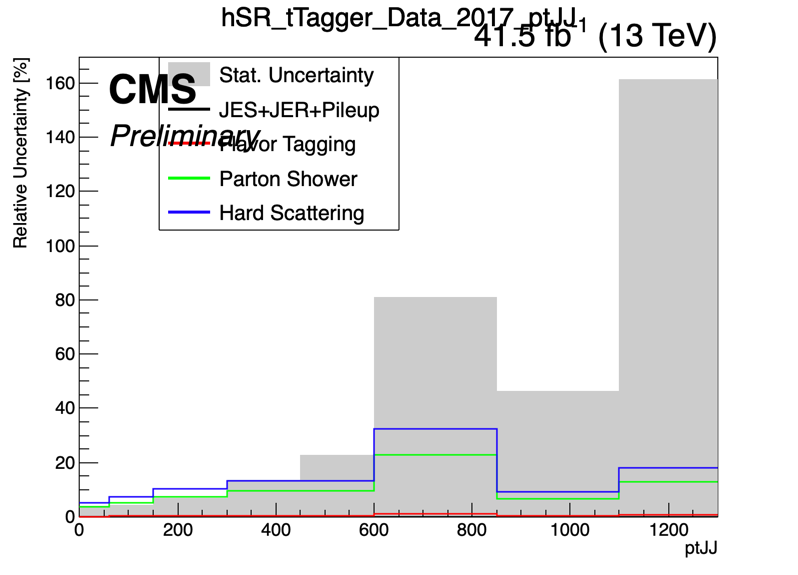 hSR_tTagger_Data_2017_ptJJ_1
41.5 fb-1 (13 TeV)
Relative Uncertainty [%]
CMS
Preliminary
Stat. Uncertainty
JES+JER+Pileup
Flavor Tagging
Parton Shower
Hard Scattering
160
140
120
100
80
60
40
20
0
0 200 400 600 800 1000 1200
ptJJ